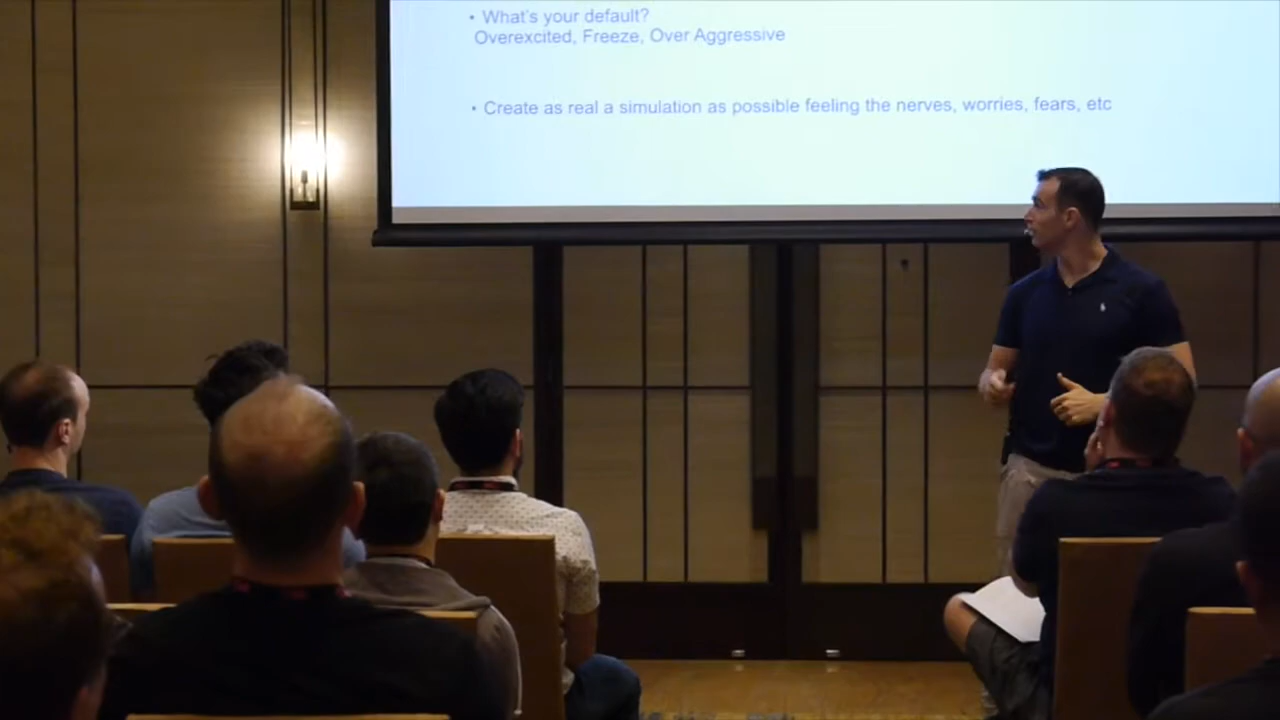 • What's your default?
Overexcited, Freeze, Over Aggressive
• Create as real a simulation as possible feeling the nerves, worries, fears, etc